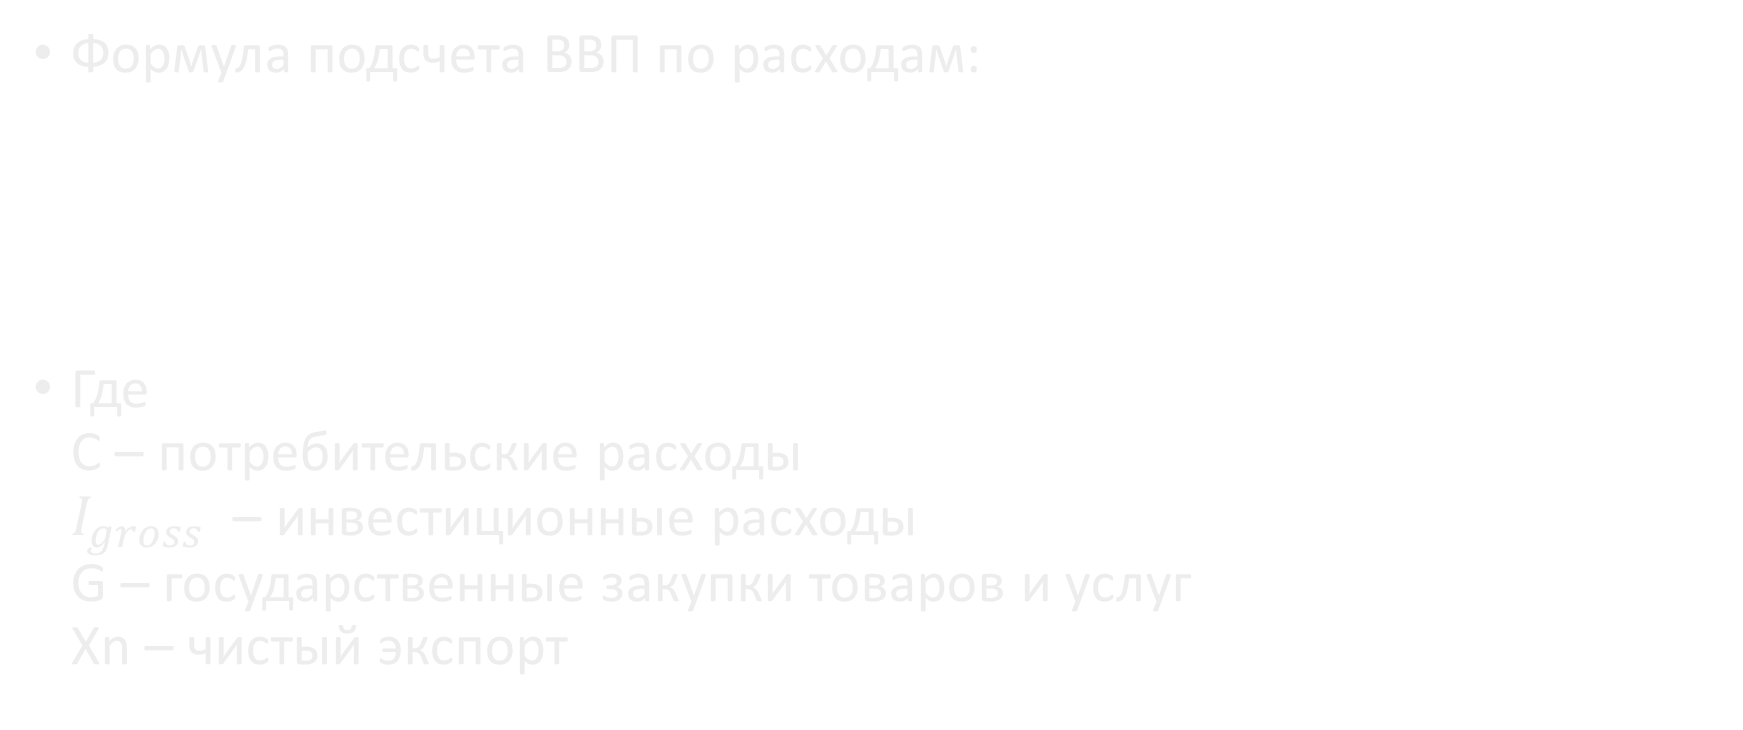 • Формула подсчета ВВП по расходам:
• Где
C – потребительские расходы
I_gross – инвестиционные расходы
G – государственные закупки товаров и услуг
Xn – чистый экспорт